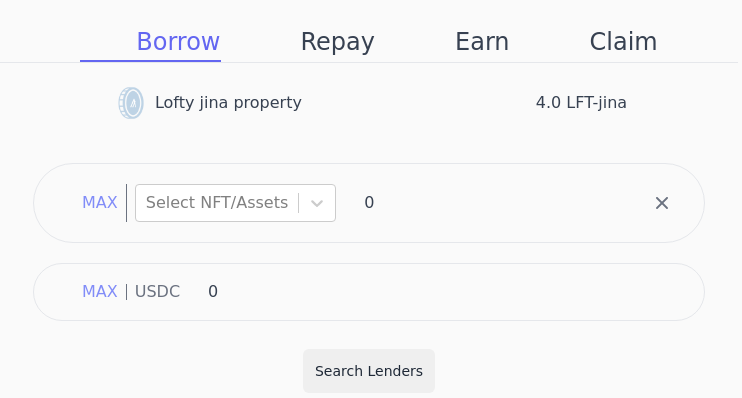 Borrow Repay Earn Claim
Lofty jina property 4.0 LFT-jina
MAX Select NFT/Assets 0
MAX | USDC 0
Search Lenders